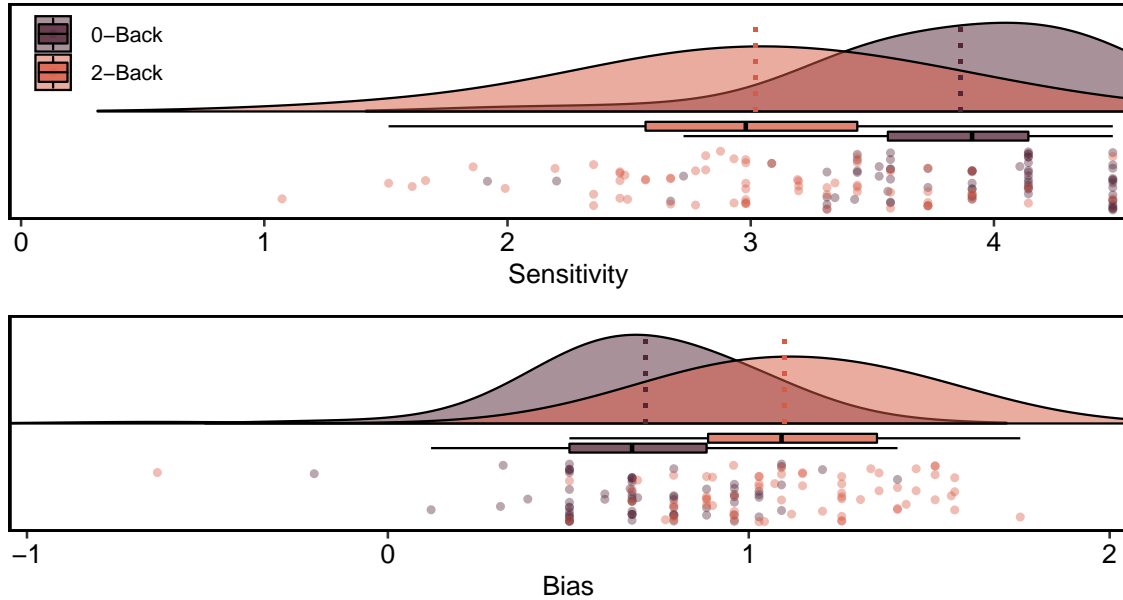 0−Back
2−Back
0 1 2 3 4
Sensitivity
−1 0 1 2
Bias